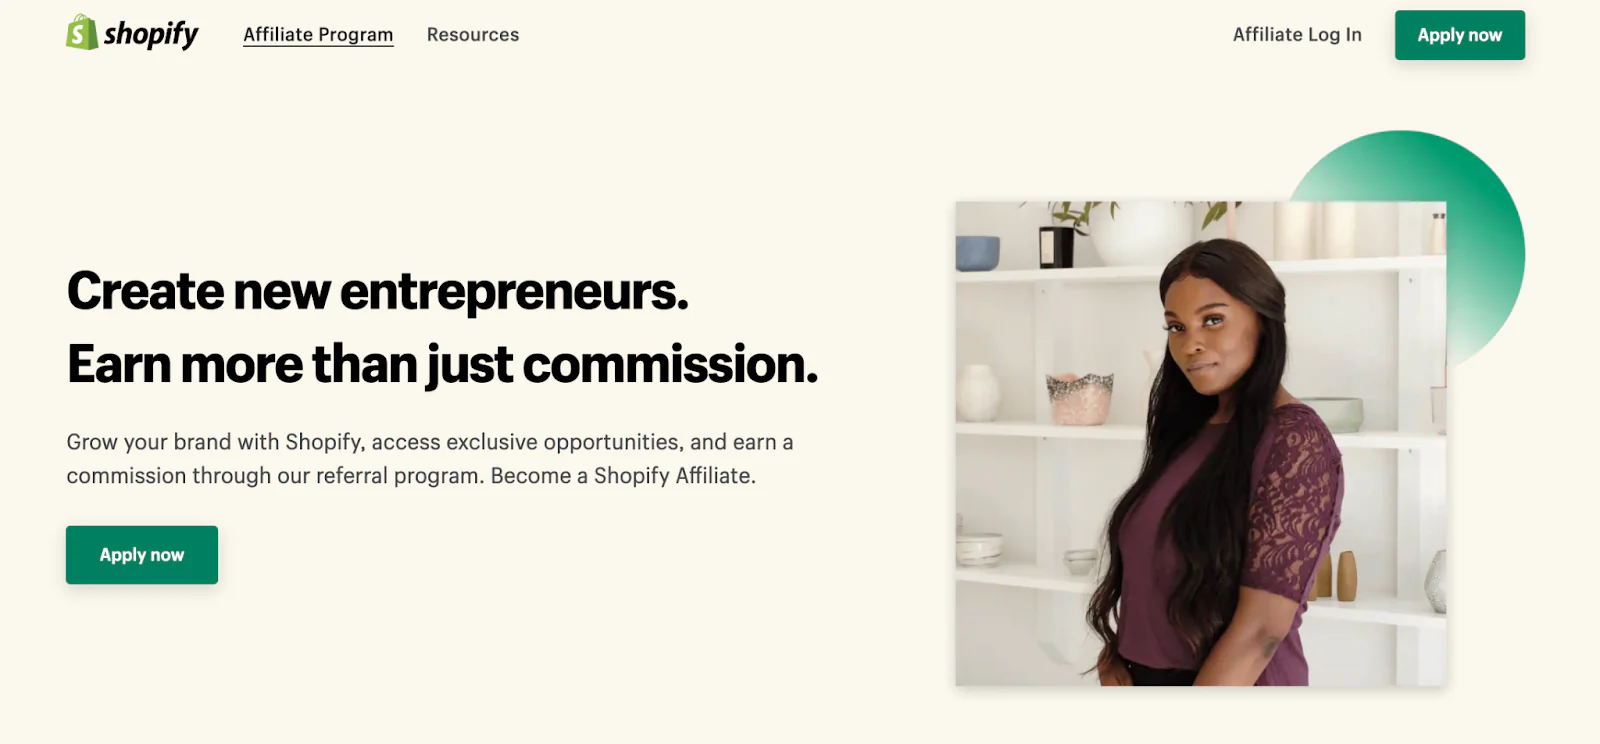 shopify
Affiliate Program
Resources
Affiliate Log In
Apply now
Create new entrepreneurs.
Earn more than just commission.
Grow your brand with Shopify, access exclusive opportunities, and earn a
commission through our referral program. Become a Shopify Affiliate.
Apply now